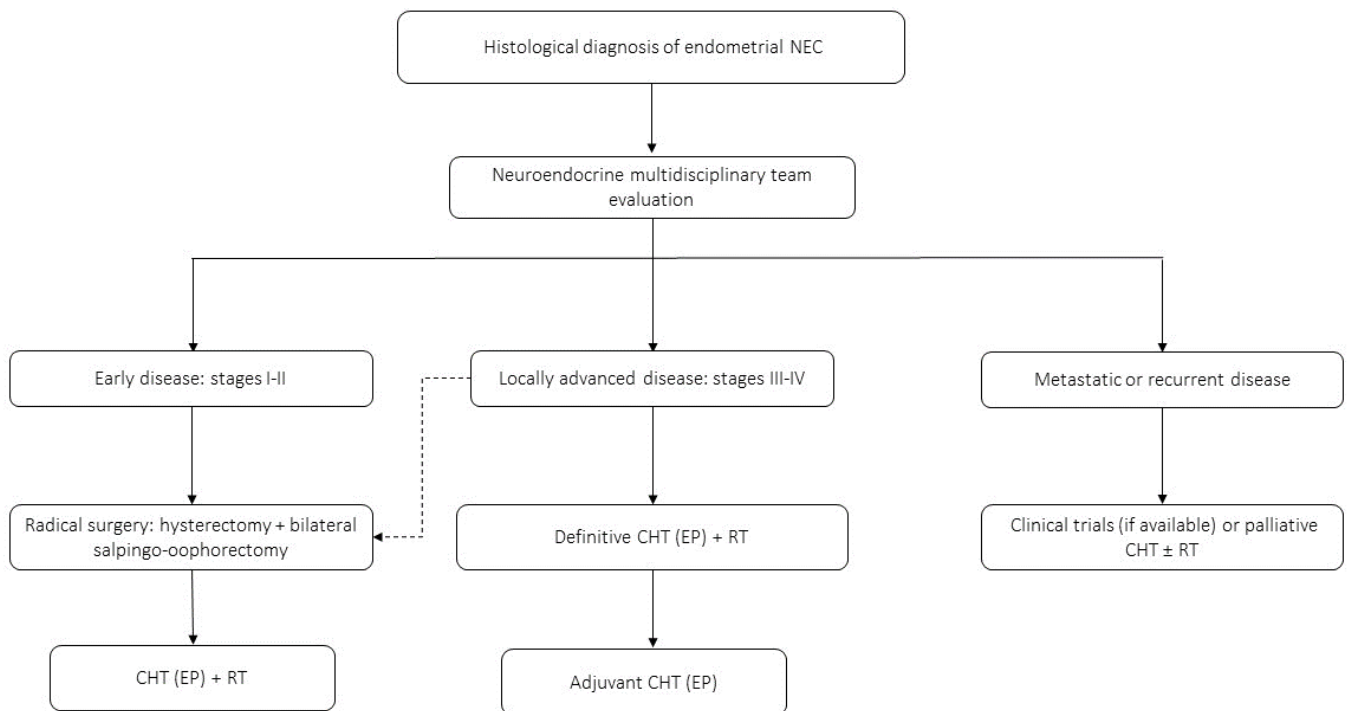 Histological diagnosis of endometrial NEC
Neuroendocrine multidisciplinary team
evaluation
Early disease: stages I-II
Locally advanced disease: stages III-IV
Metastatic or recurrent disease
Radical surgery: hysterectomy + bilateral
salpingo-oophorectomy
Definitive CHT (EP) + RT
Clinical trials (if available) or palliative
CHT ± RT
CHT (EP) + RT
Adjuvant CHT (EP)